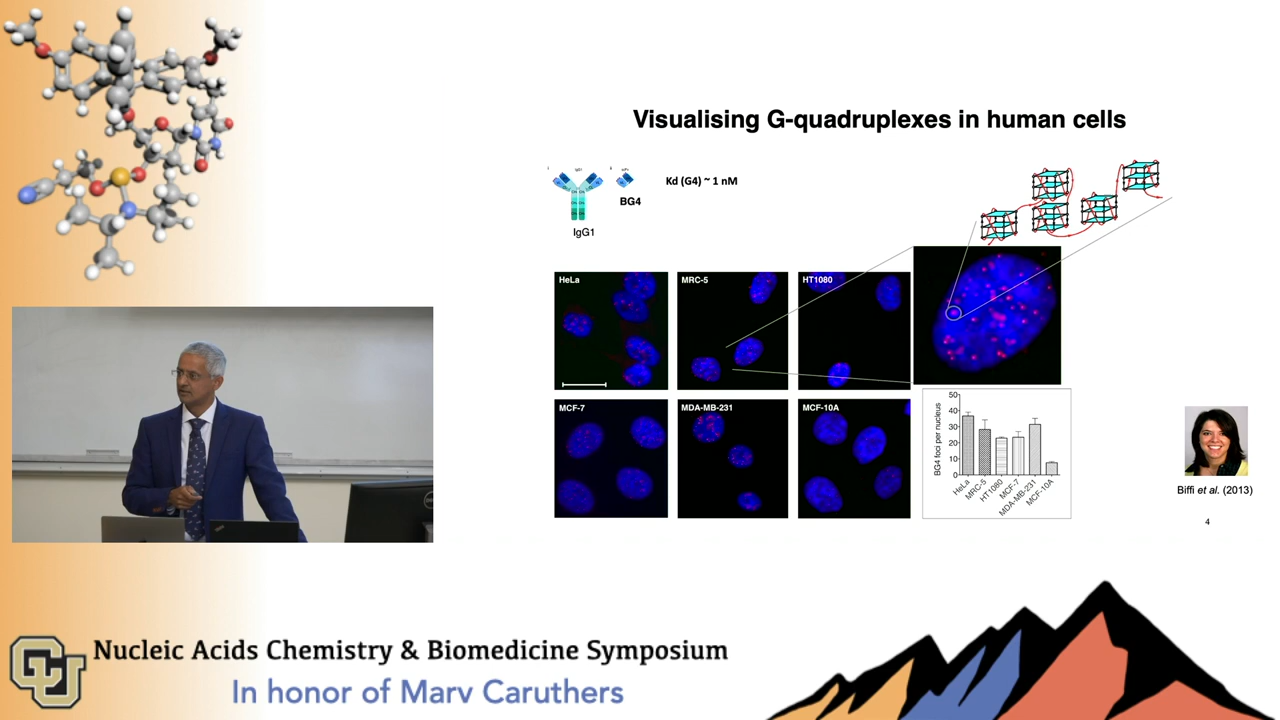 Visualising G-quadruplexes in human cells
IgG1
Kd (G4) ~ 1 nM
BG4
IgG1
HeLa
MRC-5
HT1080
MCF-7
MDA-MB-231
MCF-10A
BG4 foci per nucleus
50
40
30
20
10
0
HeLa
MRC-5
HT1080
MCF-7
MDA-MB-231
MCF-10A
Biffi et al. (2013)
4
CU
Nucleic Acids Chemistry & Biomedicine Symposium
In honor of Marv Caruthers